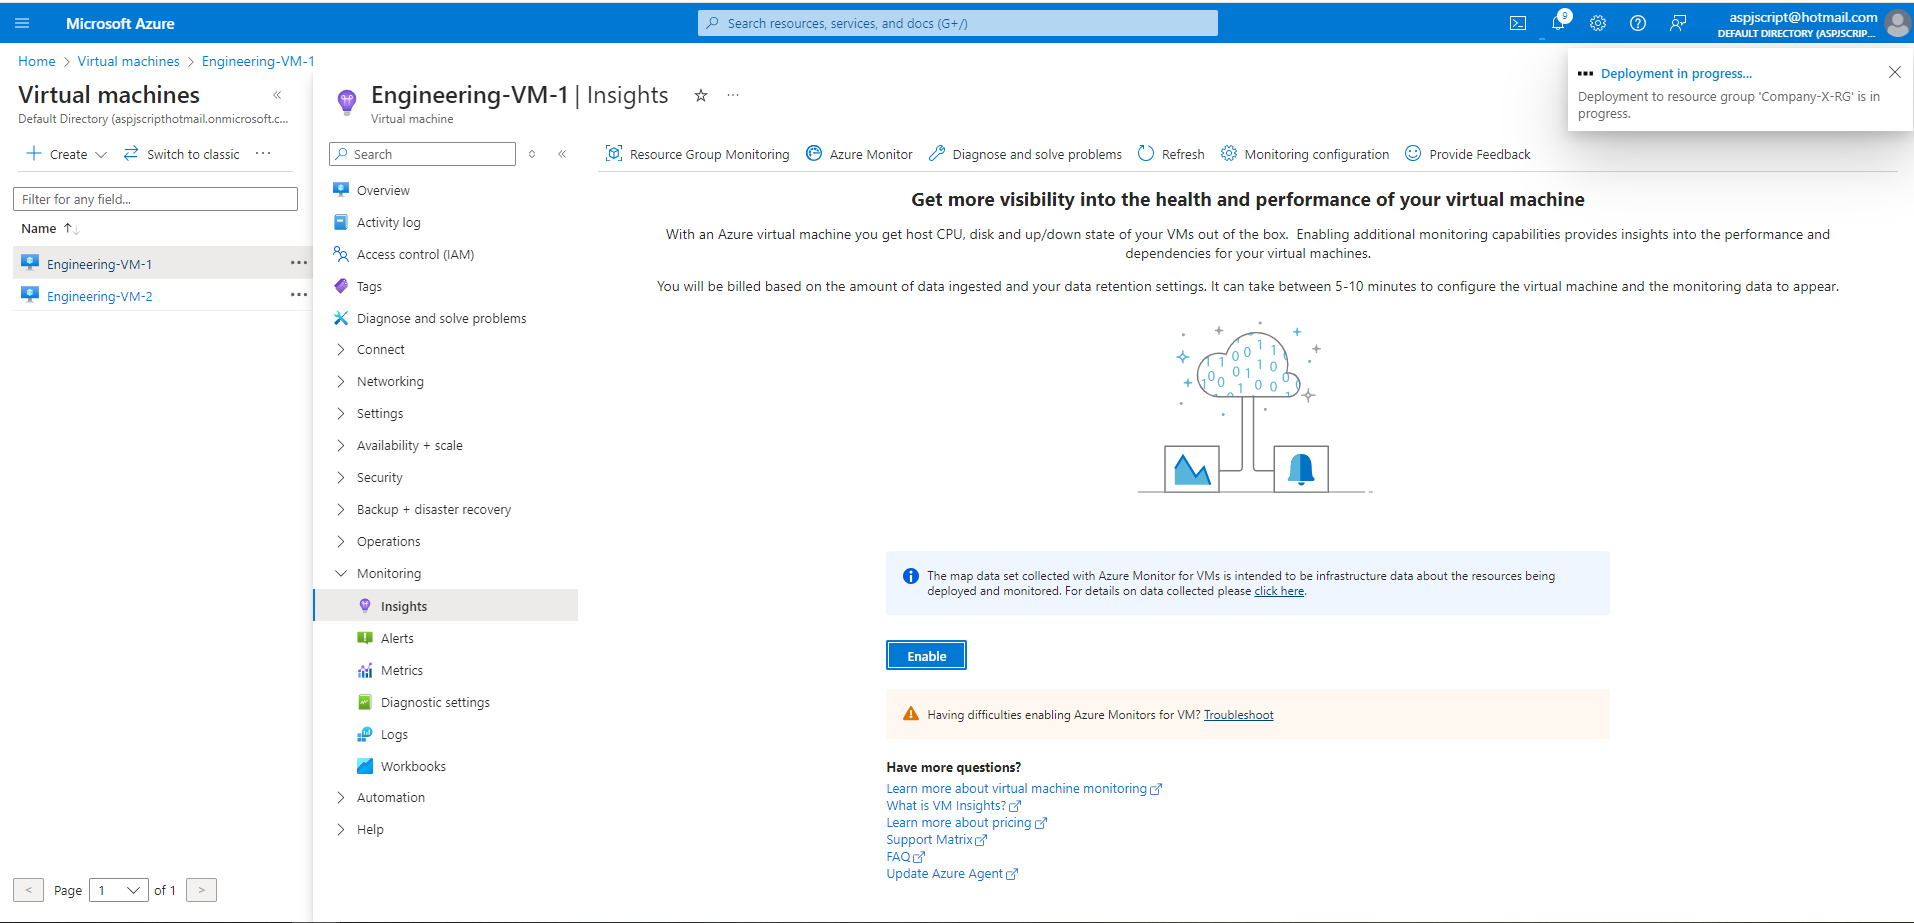 Microsoft Azure
Search resources, services, and docs (G+/)
9
aspjscript@hotmail.com
DEFAULT DIRECTORY (ASPJSCRIP...
Home > Virtual machines > Engineering-VM-1
Deployment in progress...
Deployment to resource group 'Company-X-RG' is in
progress.
Virtual machines
Default Directory (aspjscripthotmail.onmicrosoft.c...
Create
Switch to classic
Filter for any field...
Name
Engineering-VM-1
Engineering-VM-2
< Page 1 of 1 >
Engineering-VM-1 | Insights
Virtual machine
Search
Overview
Activity log
Access control (IAM)
Tags
Diagnose and solve problems
Connect
Networking
Settings
Availability + scale
Security
Backup + disaster recovery
Operations
Monitoring
Insights
Alerts
Metrics
Diagnostic settings
Logs
Workbooks
Automation
Help
Resource Group Monitoring
Azure Monitor
Diagnose and solve problems
Refresh
Monitoring configuration
Provide Feedback
Get more visibility into the health and performance of your virtual machine
With an Azure virtual machine you get host CPU, disk and up/down state of your VMs out of the box. Enabling additional monitoring capabilities provides insights into the performance and
dependencies for your virtual machines.
You will be billed based on the amount of data ingested and your data retention settings. It can take between 5-10 minutes to configure the virtual machine and the monitoring data to appear.
The map data set collected with Azure Monitor for VMs is intended to be infrastructure data about the resources being
deployed and monitored. For details on data collected please click here.
Enable
Having difficulties enabling Azure Monitors for VM? Troubleshoot
Have more questions?
Learn more about virtual machine monitoring
What is VM Insights?
Learn more about pricing
Support Matrix
FAQ
Update Azure Agent